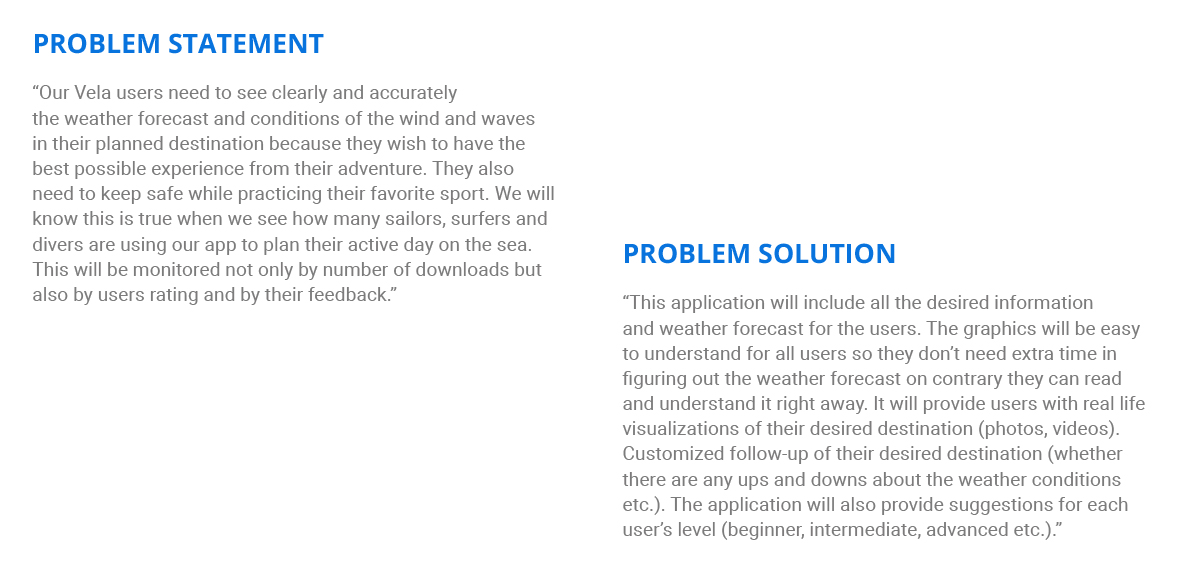 PROBLEM STATEMENT
“Our Vela users need to see clearly and accurately
the weather forecast and conditions of the wind and waves
in their planned destination because they wish to have the
best possible experience from their adventure. They also
need to keep safe while practicing their favorite sport. We will
know this is true when we see how many sailors, surfers and
divers are using our app to plan their active day on the sea.
This will be monitored not only by number of downloads but
also by users rating and by their feedback.”
PROBLEM SOLUTION
“This application will include all the desired information
and weather forecast for the users. The graphics will be easy
to understand for all users so they don’t need extra time in
figuring out the weather forecast on contrary they can read
and understand it right away. It will provide users with real life
visualizations of their desired destination (photos, videos).
Customized follow-up of their desired destination (whether
there are any ups and downs about the weather conditions
etc.). The application will also provide suggestions for each
user’s level (beginner, intermediate, advanced etc.).”